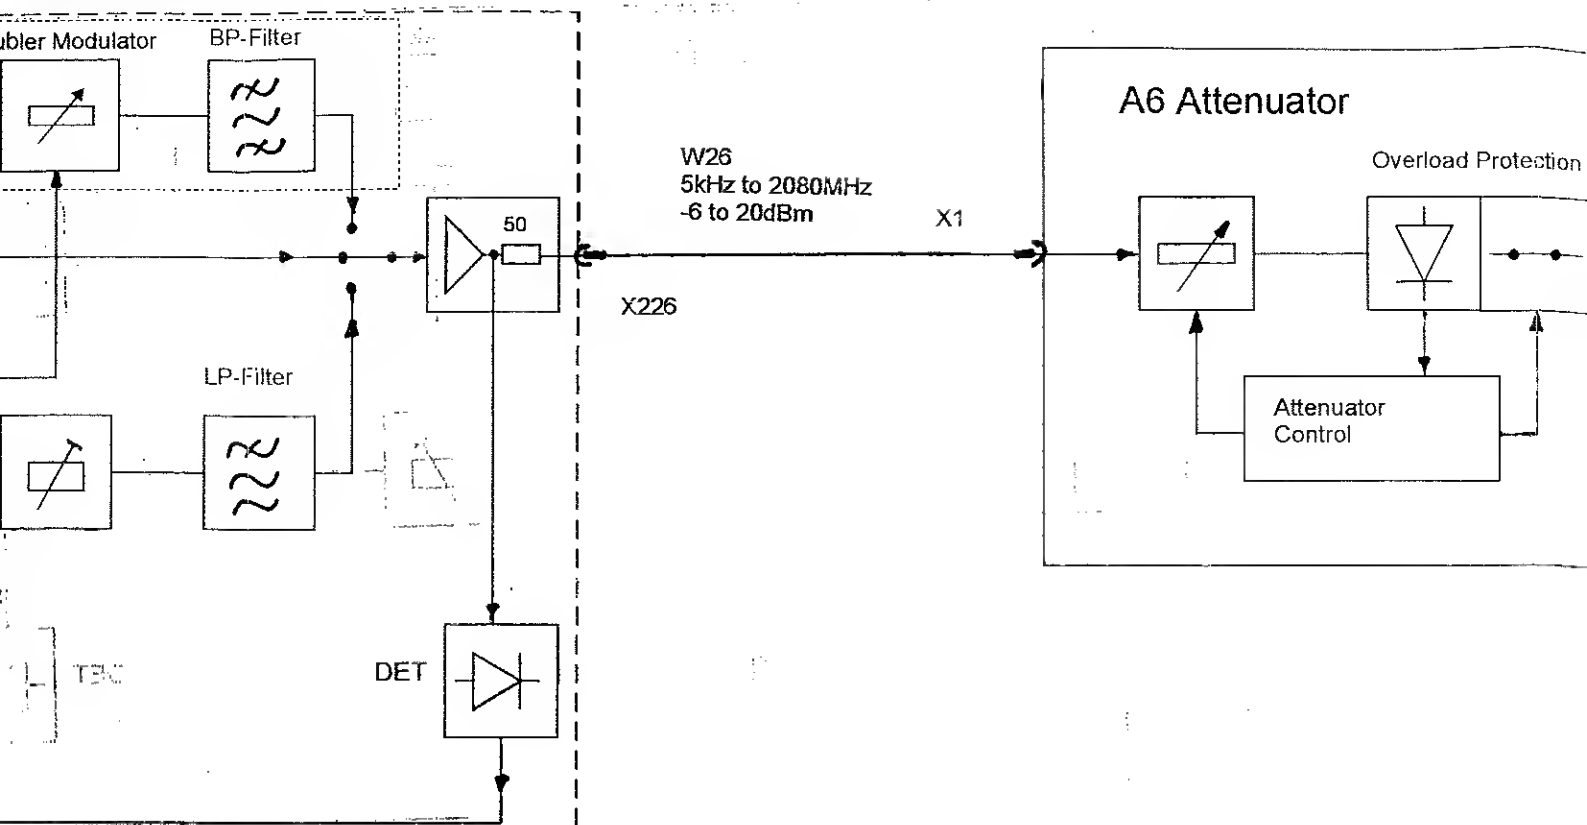 ubler Modulator
BP-Filter
A6 Attenuator
Overload Protection
W26
5kHz to 2080MHz
-6 to 20dBm
X1
50
X226
LP-Filter
Attenuator
Control
DET